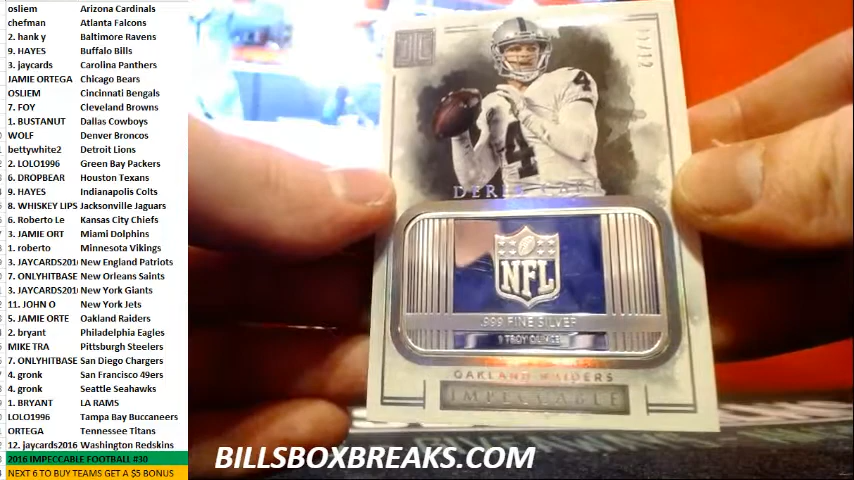 osliem Arizona Cardinals
chefman Atlanta Falcons
2. hank y Baltimore Ravens
9. HAYES Buffalo Bills
3. jaycards Carolina Panthers
JAMIE ORTEGA Chicago Bears
OSLIEM Cincinnati Bengals
7. FOY Cleveland Browns
1. BUSTANUT Dallas Cowboys
WOLF Denver Broncos
bettywhite2 Detroit Lions
2. LOLO1996 Green Bay Packers
6. DROPBEAR Houston Texans
9. HAYES Indianapolis Colts
8. WHISKEY LIPS Jacksonville Jaguars
6. Roberto Le Kansas City Chiefs
3. JAMIE ORT Miami Dolphins
1. roberto Minnesota Vikings
3. JAYCARDS201 New England Patriots
7. ONLYHITBASE New Orleans Saints
3. JAYCARDS201 New York Giants
11. JOHN O New York Jets
5. JAMIE ORTE Oakland Raiders
2. bryant Philadelphia Eagles
MIKE TRA Pittsburgh Steelers
7. ONLYHITBASE San Diego Chargers
4. gronk San Francisco 49ers
4. gronk Seattle Seahawks
1. BRYANT LA RAMS
LOLO1996 Tampa Bay Buccaneers
ORTEGA Tennessee Titans
12. jaycards2016 Washington Redskins
2016 IMPECCABLE FOOTBALL #30
NEXT 6 TO BUY TEAMS GET A $5 BONUS
4
4
DEREK CARR
NFL
.999 FINE SILVER
TROY OUNCE
OAKLAND RAIDERS
IMPECCABLE
BILLSBOXBREAKS.COM